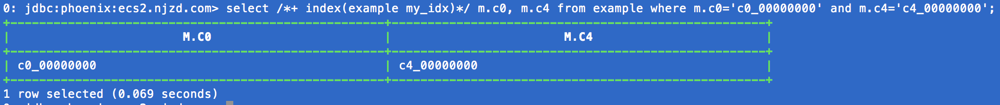 0: jdbc:phoenix:ecs2.njzd.com> select /*+ index(example my_idx)*/ m.c0, m.c4 from example where m.c0='c0_00000000' and m.c4='c4_00000000';
M.C0 M.C4
c0_00000000 c4_00000000
1 row selected (0.069 seconds)